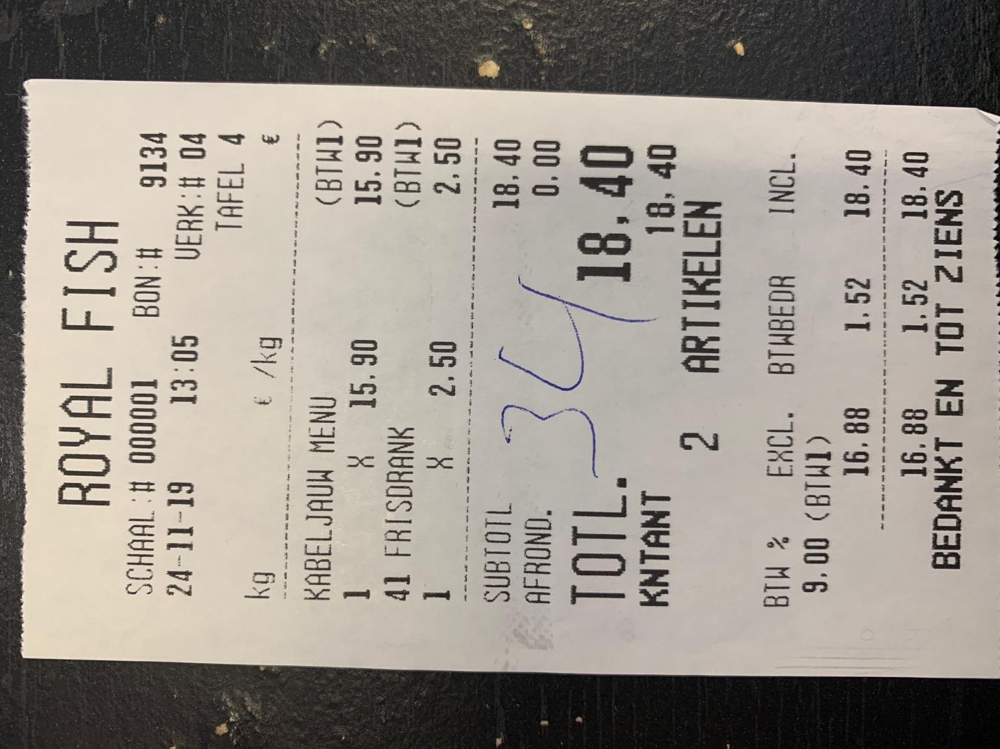 ROYAL FISH
SCHAAL:# 000001 BON:# 9134
24-11-19 13:05 VERK:# 04
TAFEL 4
kg € /kg €
KABELJAUW MENU (BTW1)
1 X 15.90 15.90
41 FRISDRANK (BTW1)
1 X 2.50 2.50
SUBTOTL 18.40
AFROND. 0.00
34
TOTL. 18.40
KNTANT 18.40
2 ARTIKELEN
BTW % EXCL. BTWBEDR INCL.
9.00 (BTW1)
16.88 1.52 18.40
16.88 1.52 18.40
BEDANKT EN TOT ZIENS